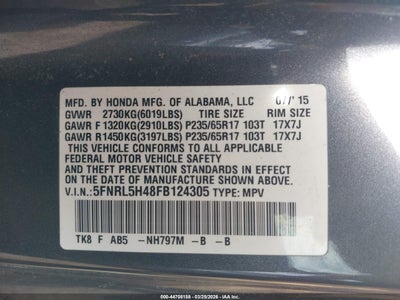 MFD. BY HONDA MFG. OF ALABAMA, LLC 07/'15
GVWR 2730KG(6019LBS) TIRE SIZE RIM SIZE
GAWR F 1320KG(2910LBS) P235/65R17 103T 17X7J
GAWR R1450KG(3197LBS) P235/65R17 103T 17X7J
THIS VEHICLE CONFORMS TO ALL APPLICABLE
FEDERAL MOTOR VEHICLE SAFETY AND THEFT
PREVENTION STANDARDS IN EFFECT ON THE
DATE OF MANUFACTURE SHOWN ABOVE.
V.I.N.:5FNRL5H48FB124305 TYPE: MPV
TK8 F AB5 -NH797M -B -B
000-44708158 - 03/25/2026 - IAA, Inc.